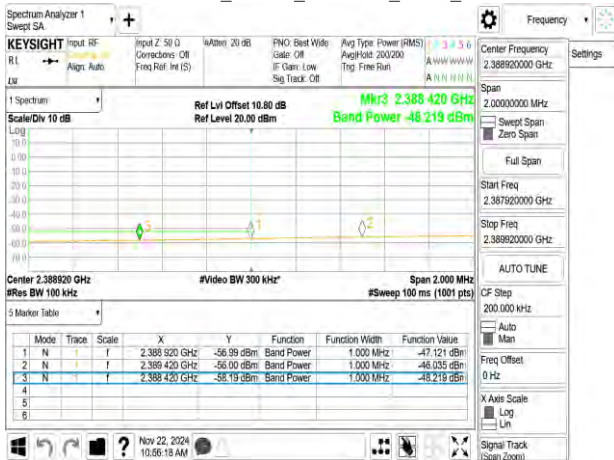 Spectrum Analyzer 1
Swept SA
+
Frequency
KEYSIGHT Input: RF Input Z: 50 Ω #Atten: 20 dB PNO: Best Wide Avg Type: Power (RMS) 1 2 3 4 5 6
RL Align: Auto Corrections: Off Freq Ref: Int (S) Gate: Off IF Gain: Low Sig Track: Off Avg|Hold: 200/200 Trig: Free Run A W W W W W
A N N N N N
1 Spectrum
Scale/Div 10 dB
Ref Lvl Offset 10.80 dB
Ref Level 20.00 dBm
Mkr3 2.388 420 GHz
Band Power -48.219 dBm
Log
10.0
0.00
-10.0
-20.0
-30.0
-40.0
-50.0
-60.0
-70.0
3
1
2
Center 2.388920 GHz #Video BW 300 kHz* Span 2.000 MHz
#Res BW 100 kHz #Sweep 100 ms (1001 pts)
5 Marker Table
Mode Trace Scale X Y Function Function Width Function Value
1 N 1 f 2.388 920 GHz -56.99 dBm Band Power 1.000 MHz -47.121 dBm
2 N 1 f 2.389 420 GHz -56.00 dBm Band Power 1.000 MHz -46.035 dBm
3 N 1 f 2.388 420 GHz -58.19 dBm Band Power 1.000 MHz -48.219 dBm
4
5
6
?
Nov 22, 2024
10:56:18 AM
Center Frequency
2.388920000 GHz
Settings
Span
2.00000000 MHz
Swept Span
Zero Span
Full Span
Start Freq
2.387920000 GHz
Stop Freq
2.389920000 GHz
AUTO TUNE
CF Step
200.000 kHz
Auto
Man
Freq Offset
0 Hz
X Axis Scale
Log
Lin
Signal Track
(Span Zoom)